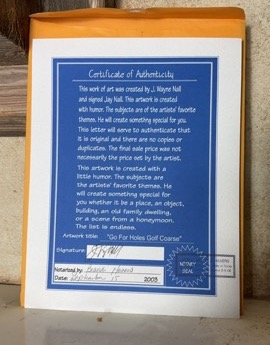 Certificate of Authenticity
This work of art was created by J. Wayne Nall
and signed Jay Nall. This artwork is created
with humor. The subjects are of the artists' favorite
themes. He will create something special for you.
This letter will serve to authenticate that
it is original and there are no copies or
duplicates. The final sale price was not
necessarily the price set by the artist.
This artwork is created with a
little humor. The subjects are
the artists' favorite themes. He
will create something special for
you whether it be a place, an object,
building, an old family dwelling,
or a scene from a honeymoon.
The list is endless.
Artwork title: "Go For Holes Golf Coarse"
Signature:
Notarized by:
Date: September 15 2003
NOTARY
SEAL